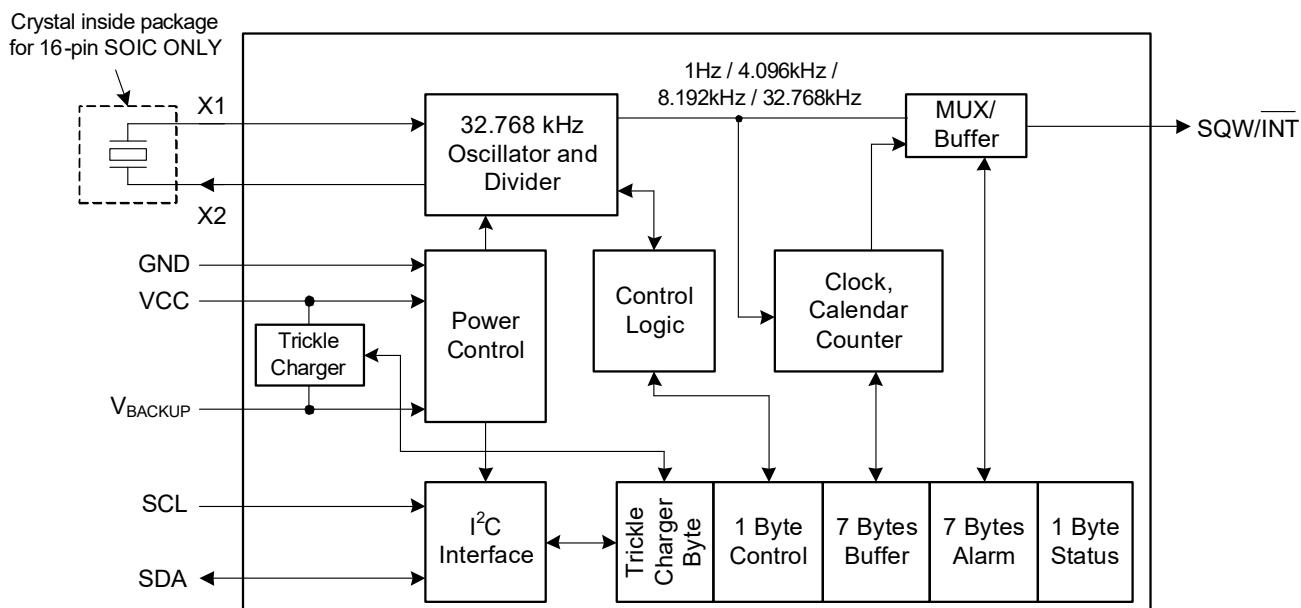 Crystal inside package
for 16-pin SOIC ONLY
X1
X2
32.768 kHz
Oscillator and
Divider
1Hz / 4.096kHz /
8.192kHz / 32.768kHz
MUX/
Buffer
SQW/I̅N̅T̅
GND
VCC
Trickle
Charger
V_BACKUP
Power
Control
Control
Logic
Clock,
Calendar
Counter
SCL
SDA
I²C
Interface
Trickle
Charger
Byte
1 Byte
Control
7 Bytes
Buffer
7 Bytes
Alarm
1 Byte
Status